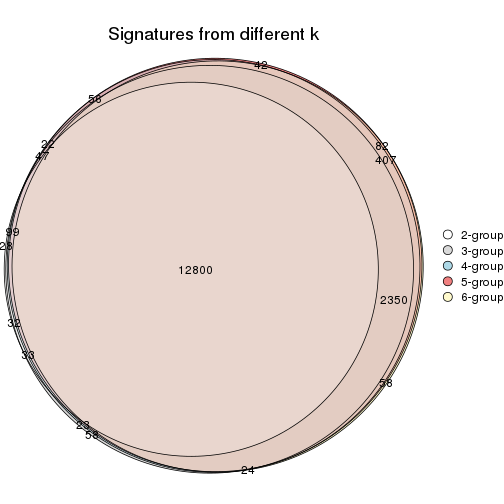 Signatures from different k
42
56
82
22
407
47
99
28
12800
2350
32
33
58
23
58
24
2-group
3-group
4-group
5-group
6-group